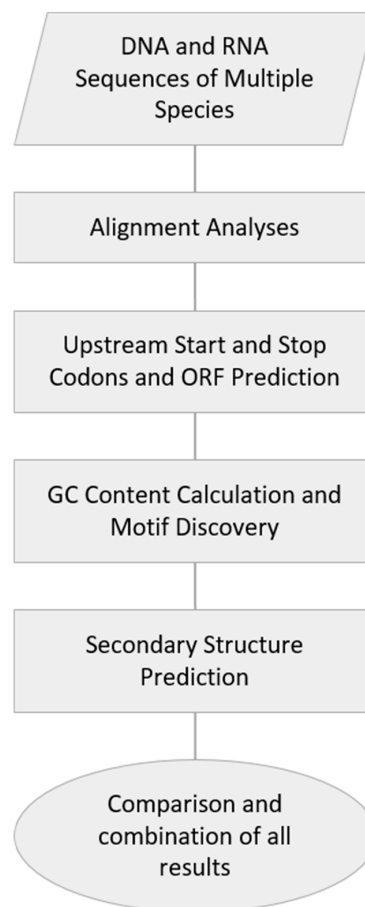 DNA and RNA
Sequences of Multiple
Species
Alignment Analyses
Upstream Start and Stop
Codons and ORF Prediction
GC Content Calculation and
Motif Discovery
Secondary Structure
Prediction
Comparison and
combination of all
results